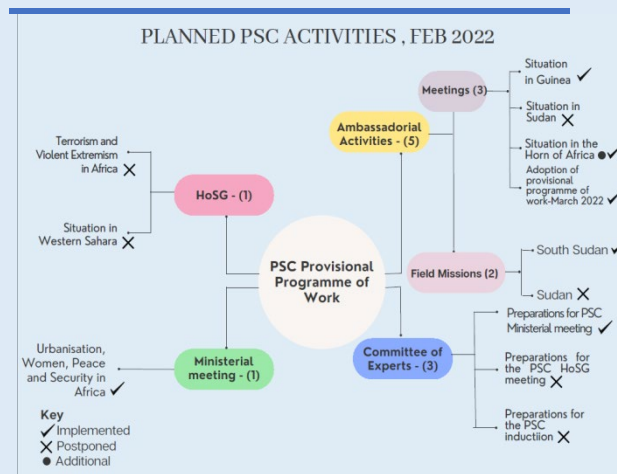 PLANNED PSC ACTIVITIES , FEB 2022
Situation
in Guinea ✓
Meetings (3)
Situation in
Sudan ✕
Ambassadorial
Activities - (5)
Situation in the
Horn of Africa ● ✓
Adoption of
provisional
programme of
work-March 2022 ✓
Terrorism and
Violent Extremism
in Africa ✕
HoSG - (1)
Situation in
Western Sahara ✕
PSC Provisional
Programme of
Work
South Sudan ✓
Field Missions (2)
Sudan ✕
Preparations for PSC
Ministerial meeting ✓
Urbanisation,
Women, Peace
and Security in
Africa ✓
Ministerial
meeting - (1)
Committee of
Experts - (3)
Preparations for
the PSC HoSG
meeting ✕
Preparations for
the PSC
inductiion ✕
Key
✓ Implemented
✕ Postponed
● Additional